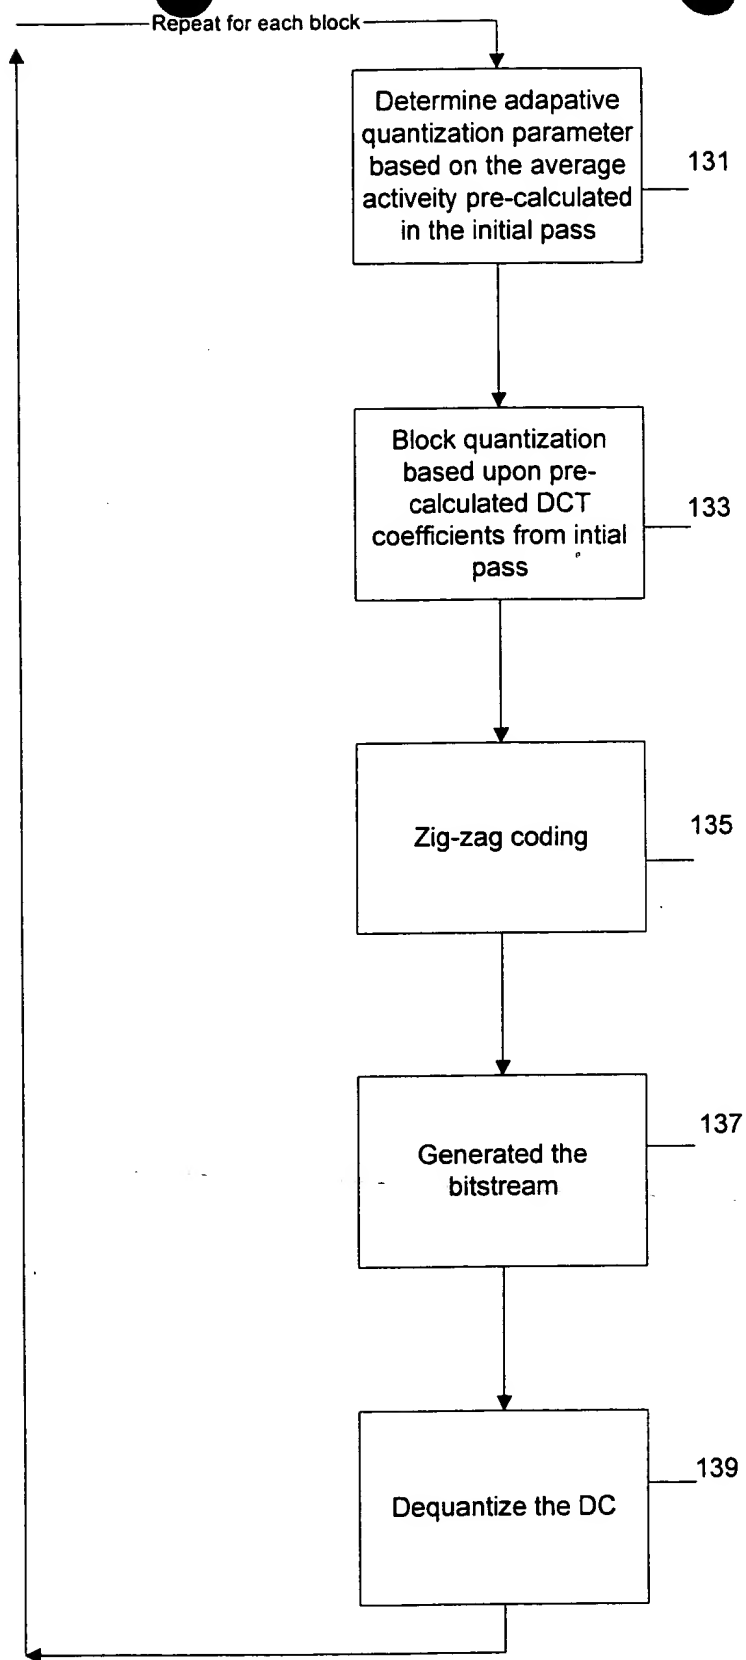 Repeat for each block
Determine adapative
quantization parameter
based on the average
activeity pre-calculated
in the initial pass
131
Block quantization
based upon pre-
calculated DCT
coefficients from intial
pass
133
Zig-zag coding
135
Generated the
bitstream
137
Dequantize the DC
139